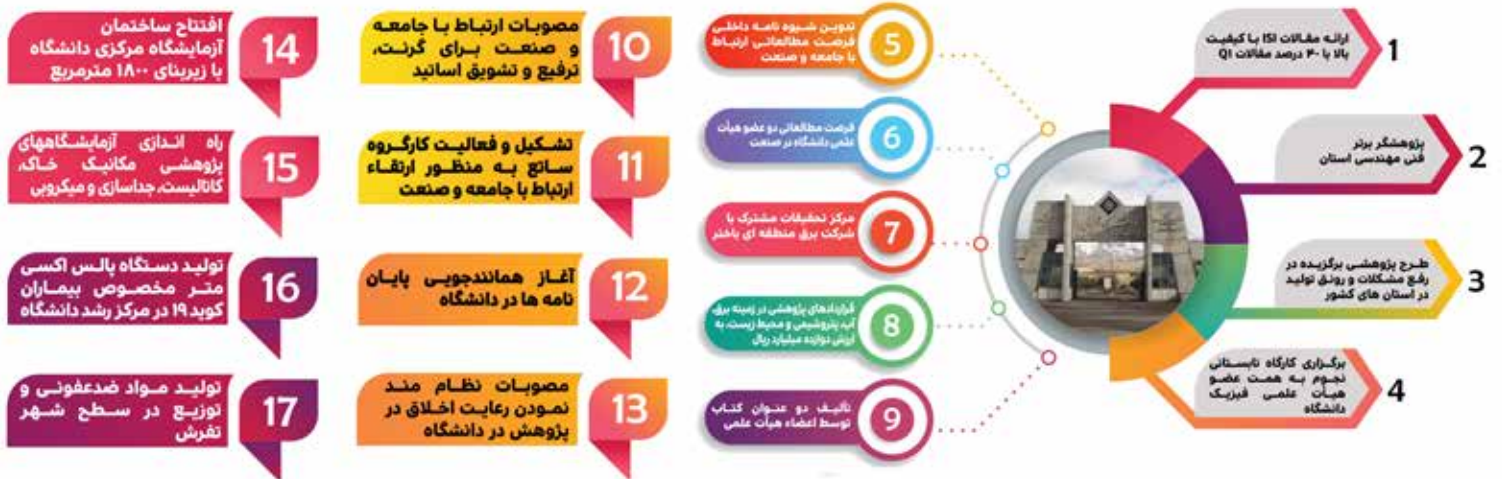 1
ارائه مقالات ISI با کیفیت
بالا با ۴۰ درصد مقالات Q1
2
پژوهشگر برتر
فنی مهندسی استان
3
طرح پژوهشی برگزیده در
رفع مشکلات و رونق تولید
در استان های کشور
4
برگزاری کارگاه تابستانی
نجوم به همت عضو
هیأت علمی فیزیک
دانشگاه
5
تدوین شیوه نامه داخلی
فرصت مطالعاتی ارتباط
با جامعه و صنعت
6
فرصت مطالعاتی دو عضو هیأت
علمی دانشگاه در صنعت
7
مرکز تحقیقات مشترک با
شرکت برق منطقه ای باختر
8
قراردادهای پژوهشی در زمینه برق،
آب، پتروشیمی و محیط زیست، به
ارزش دوازده میلیارد ریال
9
تألیف دو عنوان کتاب
توسط اعضاء هیأت علمی
10
مصوبات ارتباط با جامعه
و صنعت برای گرنت،
ترفیع و تشویق اساتید
11
تشکیل و فعالیت کارگروه
ساتع به منظور ارتقاء
ارتباط با جامعه و صنعت
12
آغاز همانندجویی پایان
نامه ها در دانشگاه
13
مصوبات نظام مند
نمودن رعایت اخلاق در
پژوهش در دانشگاه
14
افتتاح ساختمان
آزمایشگاه مرکزی دانشگاه
با زیربنای ۱۸۰۰ مترمربع
15
راه اندازی آزمایشگاههای
پژوهشی مکانیک خاک،
کاتالیست، جداسازی و میکروبی
16
تولید دستگاه پالس اکسی
متر مخصوص بیماران
کوید ۱۹ در مرکز رشد دانشگاه
17
تولید مواد ضدعفونی و
توزیع در سطح شهر
تفرش